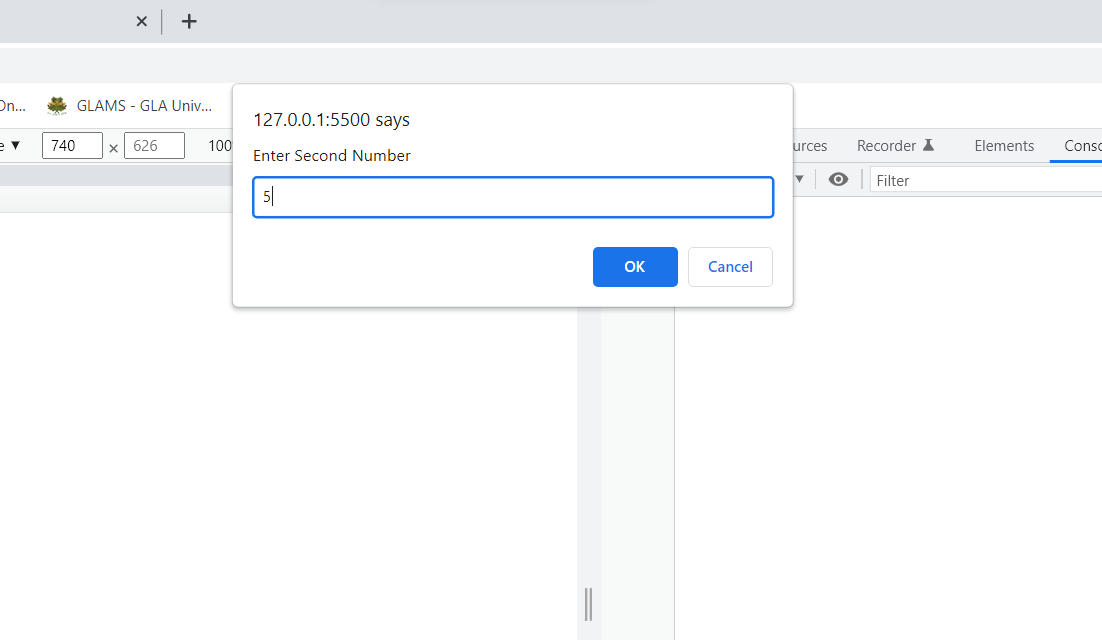 On... GLAMS - GLA Univ...
127.0.0.1:5500 says
Enter Second Number
5
OK Cancel
e 740 × 626 100
urces Recorder Elements Conso
Filter